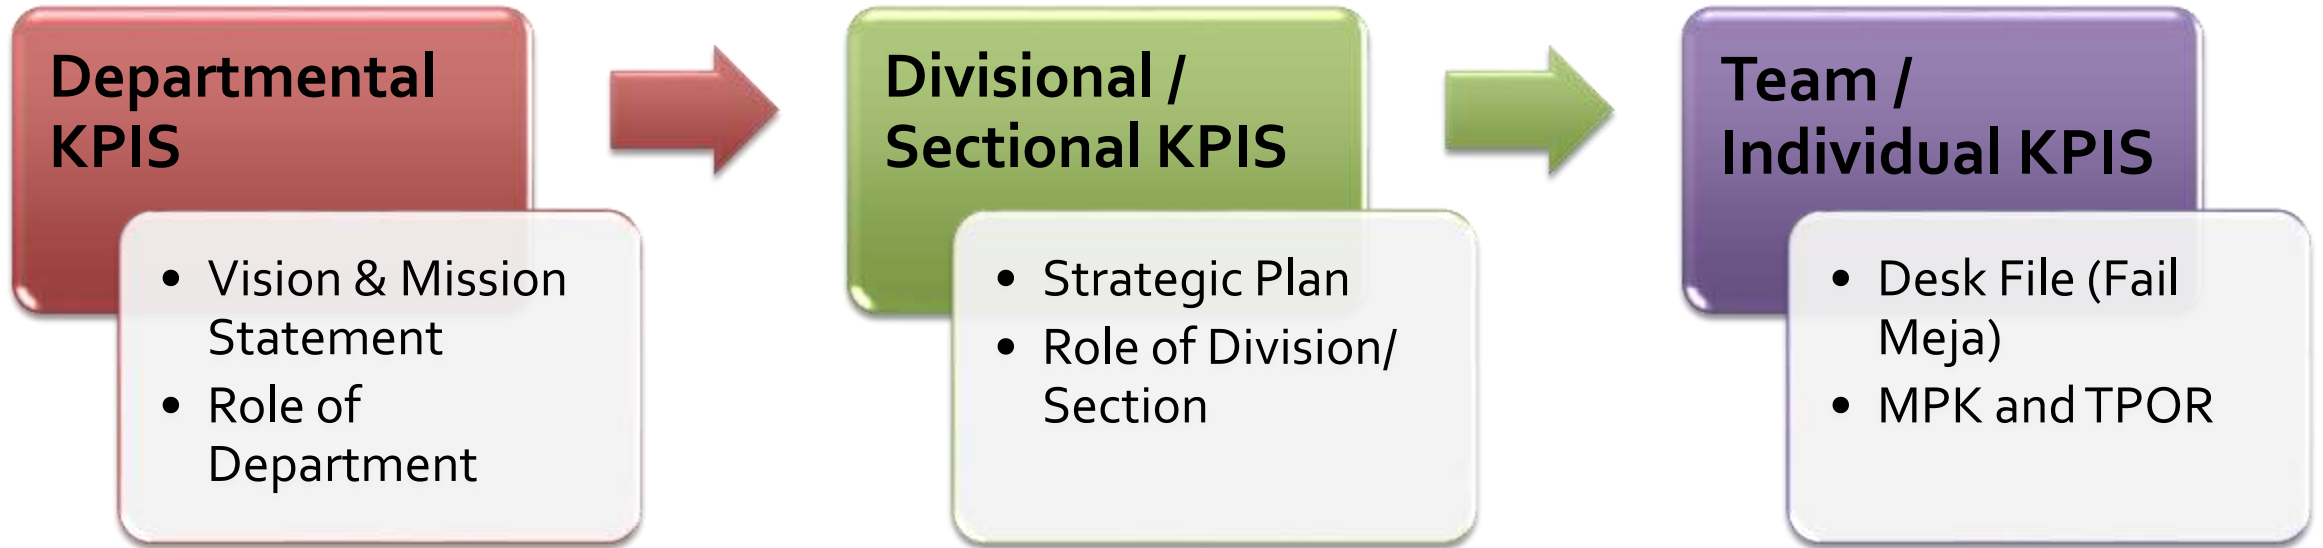 Departmental
KPIS
• Vision & Mission
Statement
• Role of
Department
Divisional /
Sectional KPIS
• Strategic Plan
• Role of Division/
Section
Team /
Individual KPIS
• Desk File (Fail
Meja)
• MPK and TPOR